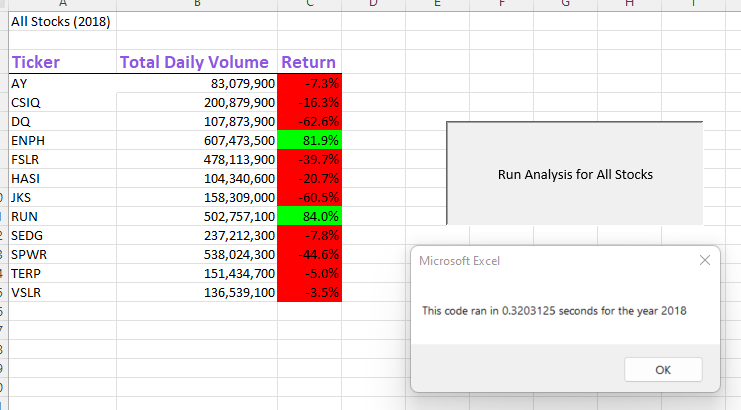 A B C D E F G H I
All Stocks (2018)
Ticker Total Daily Volume Return
AY 83,079,900 -7.3%
CSIQ 200,879,900 -16.3%
DQ 107,873,900 -62.6%
ENPH 607,473,500 81.9%
FSLR 478,113,900 -39.7%
HASI 104,340,600 -20.7%
JKS 158,309,000 -60.5%
RUN 502,757,100 84.0%
SEDG 237,212,300 -7.8%
SPWR 538,024,300 -44.6%
TERP 151,434,700 -5.0%
VSLR 136,539,100 -3.5%
Run Analysis for All Stocks
Microsoft Excel
This code ran in 0.3203125 seconds for the year 2018
OK